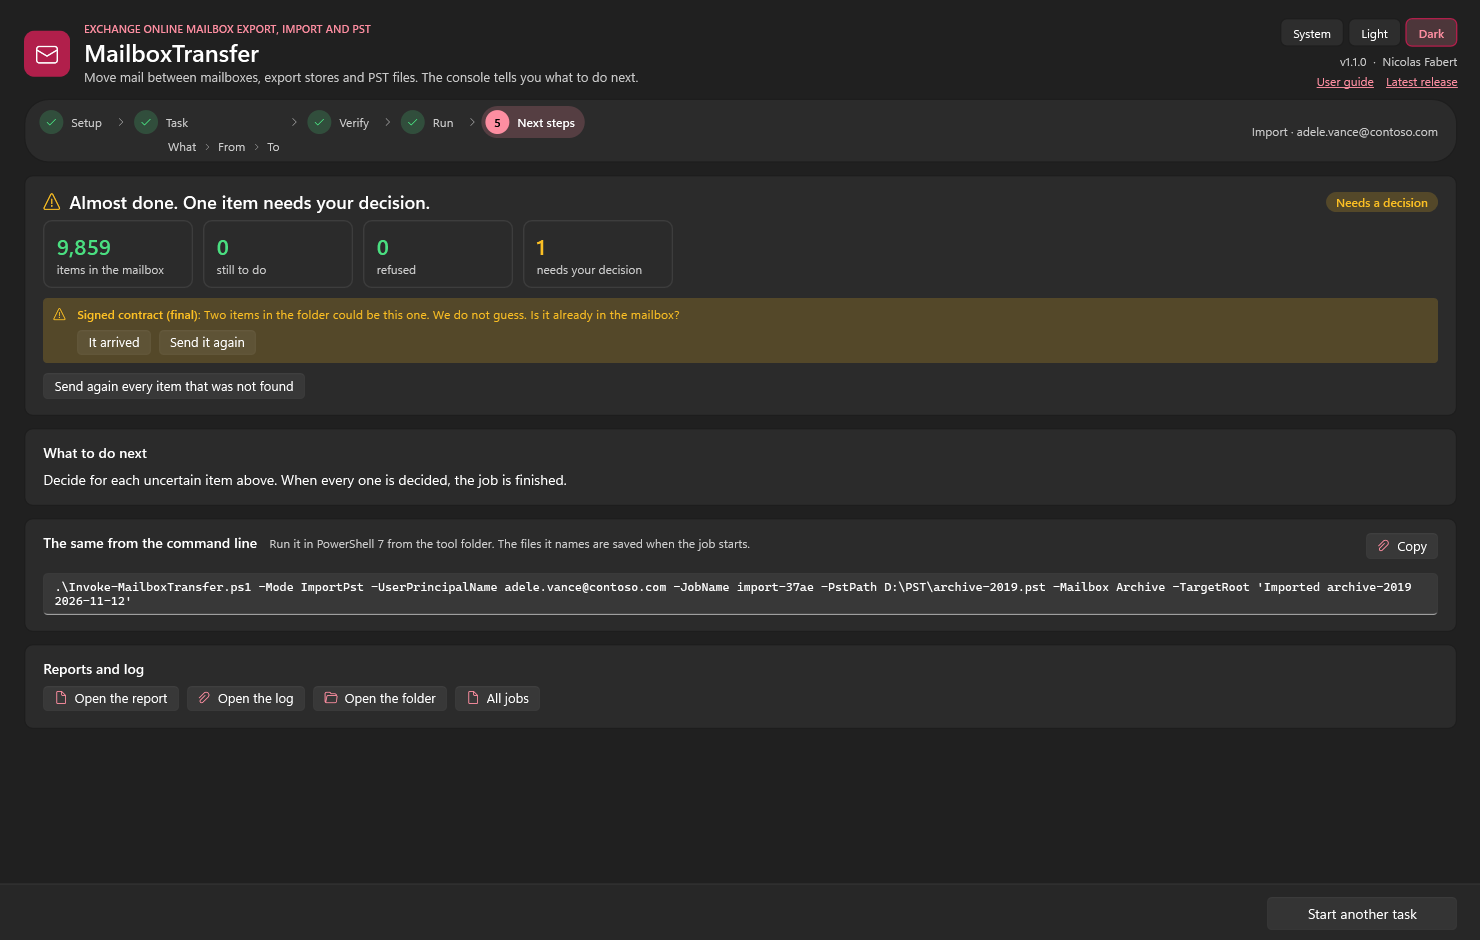 EXCHANGE ONLINE MAILBOX EXPORT, IMPORT AND PST
MailboxTransfer
Move mail between mailboxes, export stores and PST files. The console tells you what to do next.
System
Light
Dark
v1.1.0 · Nicolas Fabert
User guide
Latest release
Setup
Task
Verify
Run
5
Next steps
What
From
To
Import · adele.vance@contoso.com
Almost done. One item needs your decision.
Needs a decision
9,859
items in the mailbox
0
still to do
0
refused
1
needs your decision
Signed contract (final): Two items in the folder could be this one. We do not guess. Is it already in the mailbox?
It arrived
Send it again
Send again every item that was not found
What to do next
Decide for each uncertain item above. When every one is decided, the job is finished.
The same from the command line
Run it in PowerShell 7 from the tool folder. The files it names are saved when the job starts.
Copy
.\Invoke-MailboxTransfer.ps1 -Mode ImportPst -UserPrincipalName adele.vance@contoso.com -JobName import-37ae -PstPath D:\PST\archive-2019.pst -Mailbox Archive -TargetRoot 'Imported archive-2019
2026-11-12'
Reports and log
Open the report
Open the log
Open the folder
All jobs
Start another task